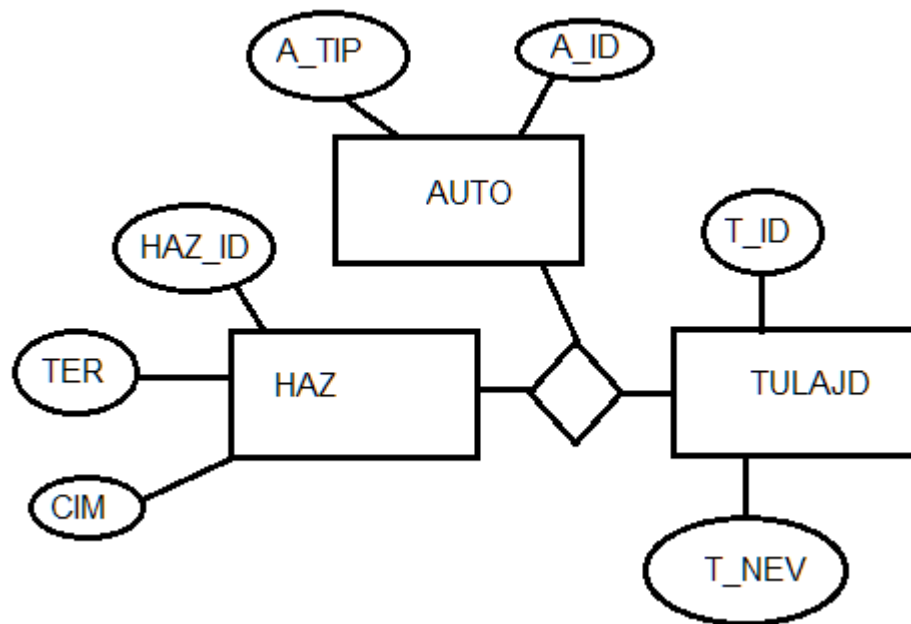 A_TIP
A_ID
AUTO
T_ID
HAZ_ID
TER
HAZ
TULAJD
CIM
T_NEV